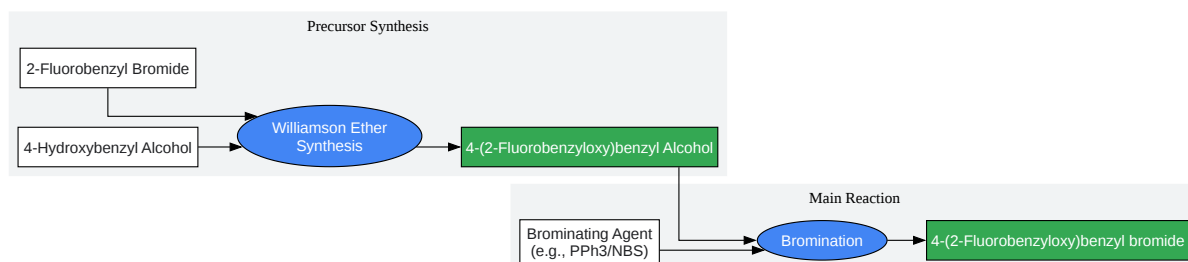 Precursor Synthesis
2-Fluorobenzyl Bromide
4-Hydroxybenzyl Alcohol
Williamson Ether
Synthesis
4-(2-Fluorobenzyloxy)benzyl Alcohol
Main Reaction
Brominating Agent
(e.g., PPh3/NBS)
Bromination
4-(2-Fluorobenzyloxy)benzyl bromide